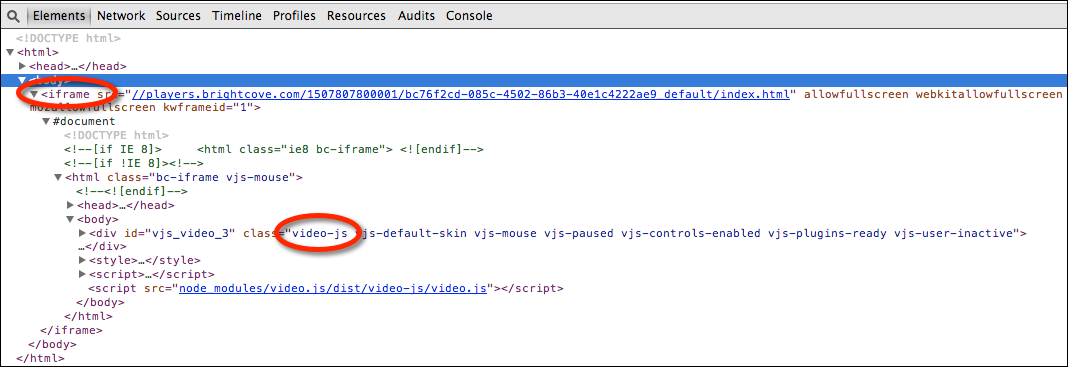 Elements Network Sources Timeline Profiles Resources Audits Console
<!DOCTYPE html>
<html>
<head>…</head>
<body>
<iframe src="//players.brightcove.com/1507807800001/bc76f2cd-085c-4502-86b3-40e1c4222ae9_default/index.html" allowfullscreen webkitallowfullscreen
mozallowfullscreen kwframeid="1">
#document
<!DOCTYPE html>
<!--[if IE 8]> <html class="ie8 bc-iframe"> <![endif]-->
<!--[if !IE 8]><!-->
<html class="bc-iframe vjs-mouse">
<!--<![endif]-->
<head>…</head>
<body>
<div id="vjs_video_3" class="video-js vjs-default-skin vjs-mouse vjs-paused vjs-controls-enabled vjs-plugins-ready vjs-user-inactive">
…</div>
<style>…</style>
<script>…</script>
<script src="node_modules/video.js/dist/video-js/video.js"></script>
</body>
</html>
</iframe>
</body>
</html>